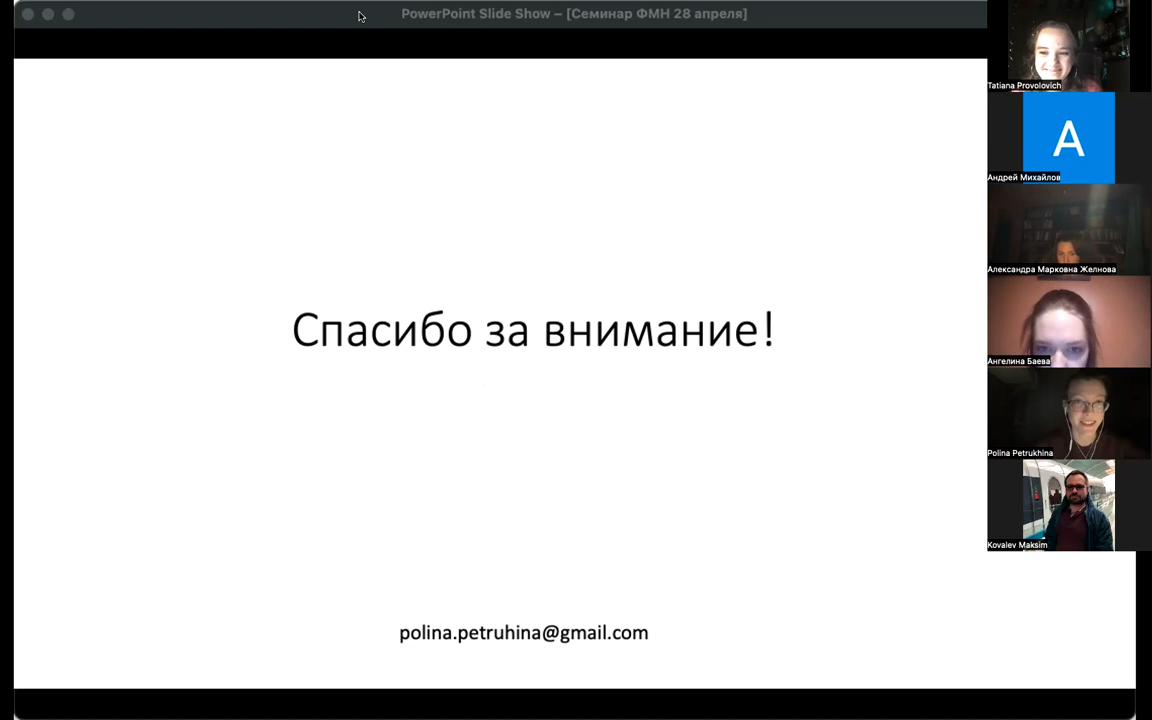 PowerPoint Slide Show – [Семинар ФМН 28 апреля]
Tatiana Provolovich
А
Андрей Михайлов
Александра Марковна Желнова
Ангелина Баева
Polina Petrukhina
Kovalev Maksim
Спасибо за внимание!
polina.petruhina@gmail.com